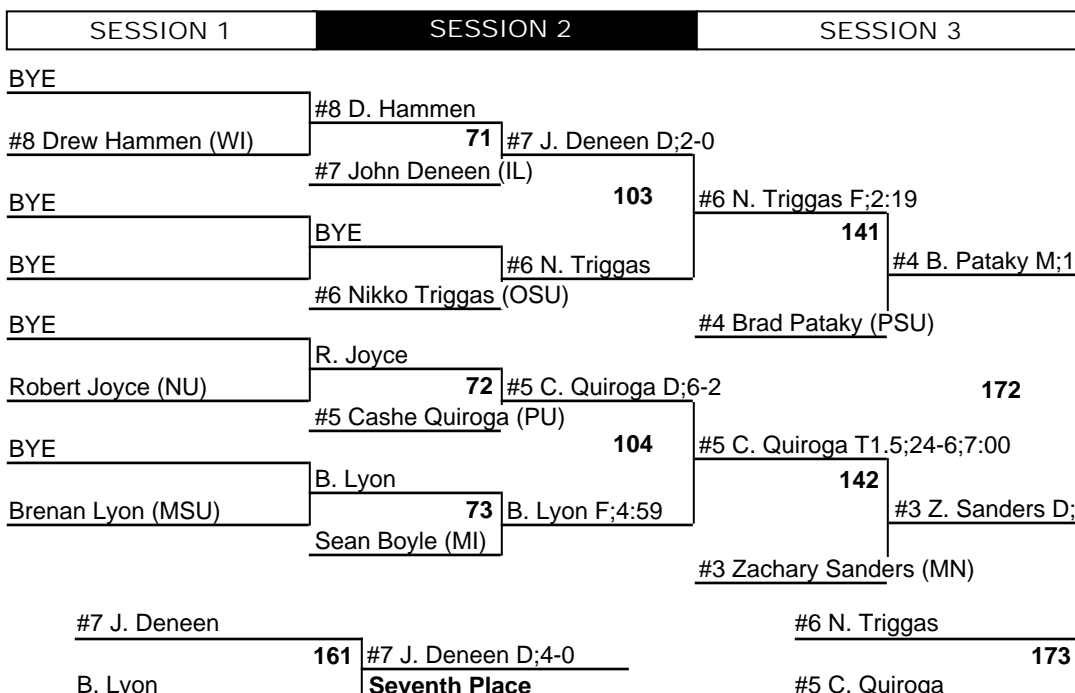 SESSION 1 SESSION 2 SESSION 3
BYE
#8 D. Hammen
#8 Drew Hammen (WI) 71 #7 J. Deneen D;2-0
#7 John Deneen (IL)
BYE 103 #6 N. Triggas F;2:19
BYE 141
BYE #6 N. Triggas #4 B. Pataky M;1
#6 Nikko Triggas (OSU)
BYE #4 Brad Pataky (PSU)
R. Joyce
Robert Joyce (NU) 72 #5 C. Quiroga D;6-2 172
#5 Cashe Quiroga (PU)
BYE 104 #5 C. Quiroga T1.5;24-6;7:00
B. Lyon 142
Brenan Lyon (MSU) 73 B. Lyon F;4:59 #3 Z. Sanders D;
Sean Boyle (MI)
#3 Zachary Sanders (MN)
#7 J. Deneen #6 N. Triggas
161 #7 J. Deneen D;4-0 173
B. Lyon Seventh Place #5 C. Quiroga